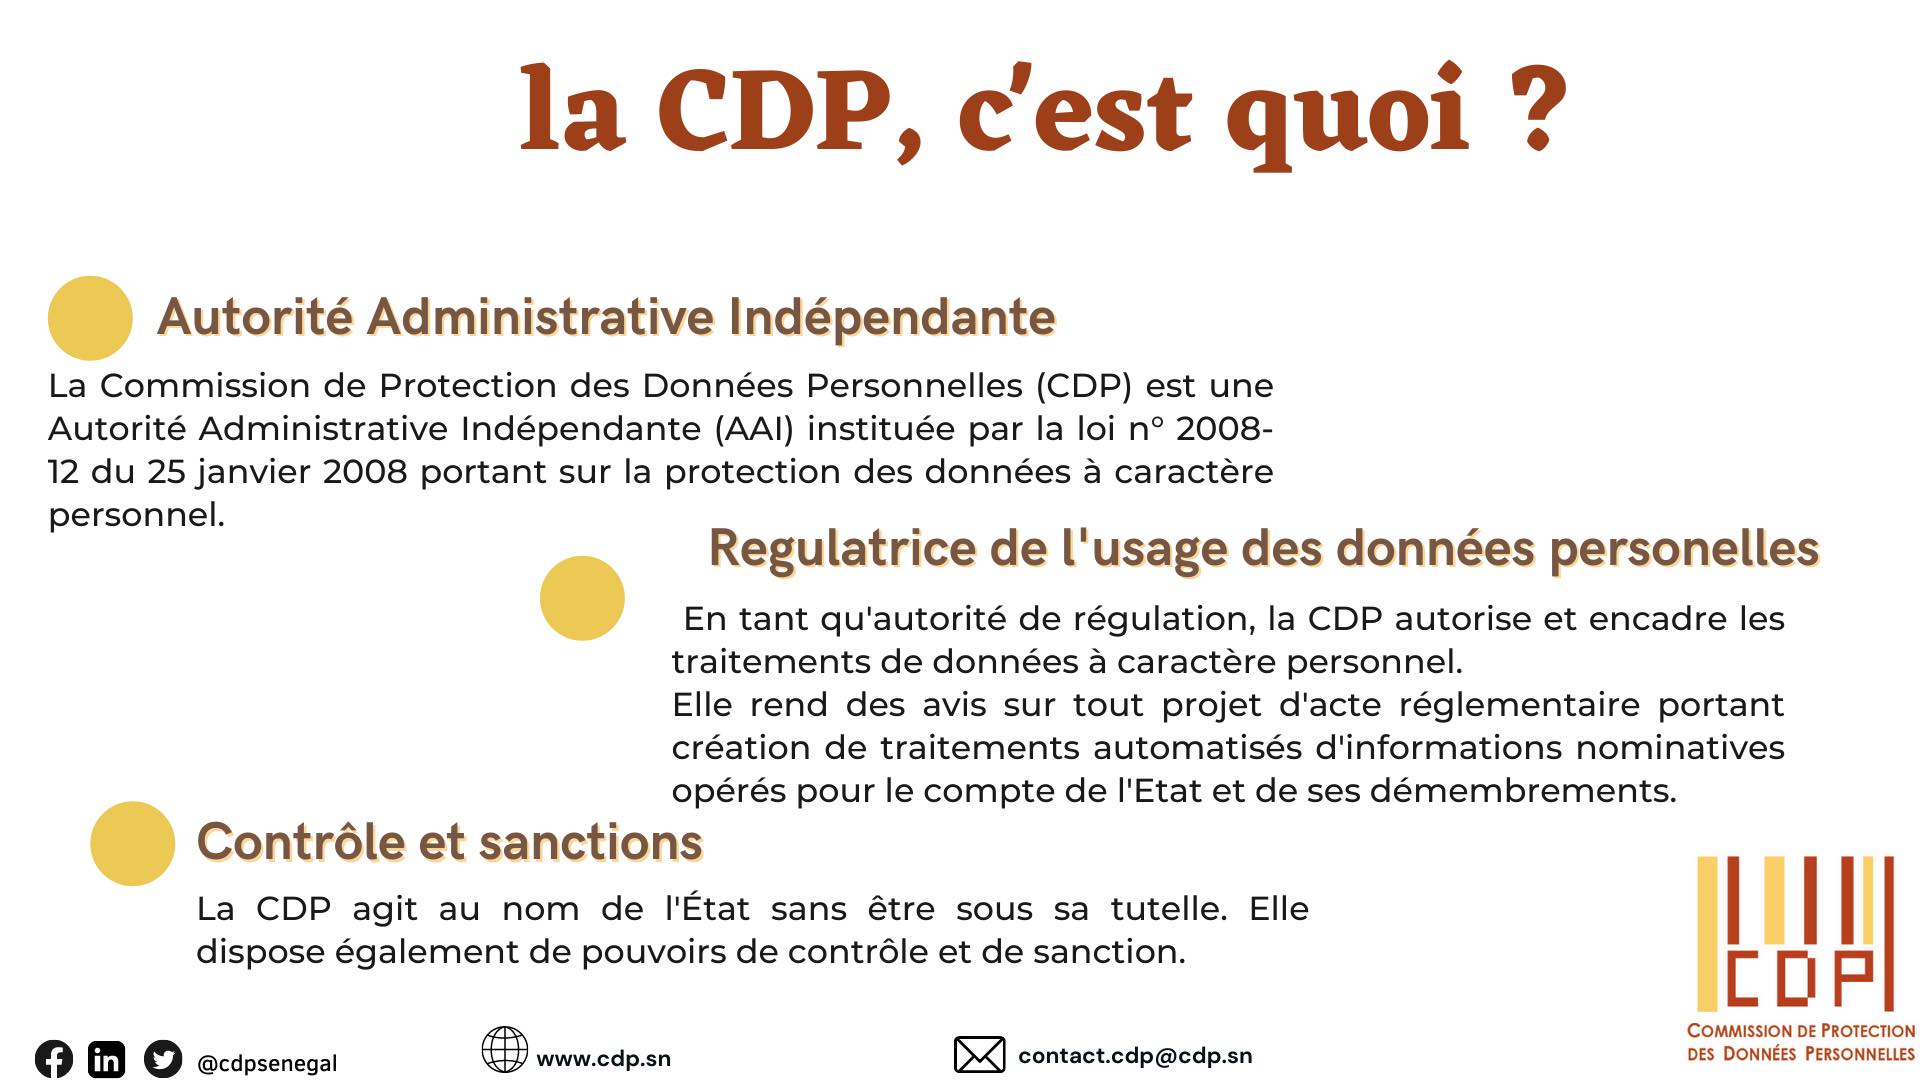 la CDP, c'est quoi ?
Autorité Administrative Indépendante
La Commission de Protection des Données Personnelles (CDP) est une
Autorité Administrative Indépendante (AAI) instituée par la loi n° 2008-
12 du 25 janvier 2008 portant sur la protection des données à caractère
personnel.
Regulatrice de l'usage des données personelles
En tant qu'autorité de régulation, la CDP autorise et encadre les
traitements de données à caractère personnel.
Elle rend des avis sur tout projet d'acte réglementaire portant
création de traitements automatisés d'informations nominatives
opérés pour le compte de l'Etat et de ses démembrements.
Contrôle et sanctions
La CDP agit au nom de l'État sans être sous sa tutelle. Elle
dispose également de pouvoirs de contrôle et de sanction.
CDP
COMMISSION DE PROTECTION
DES DONNÉES PERSONNELLES
@cdpsenegal
www.cdp.sn
contact.cdp@cdp.sn